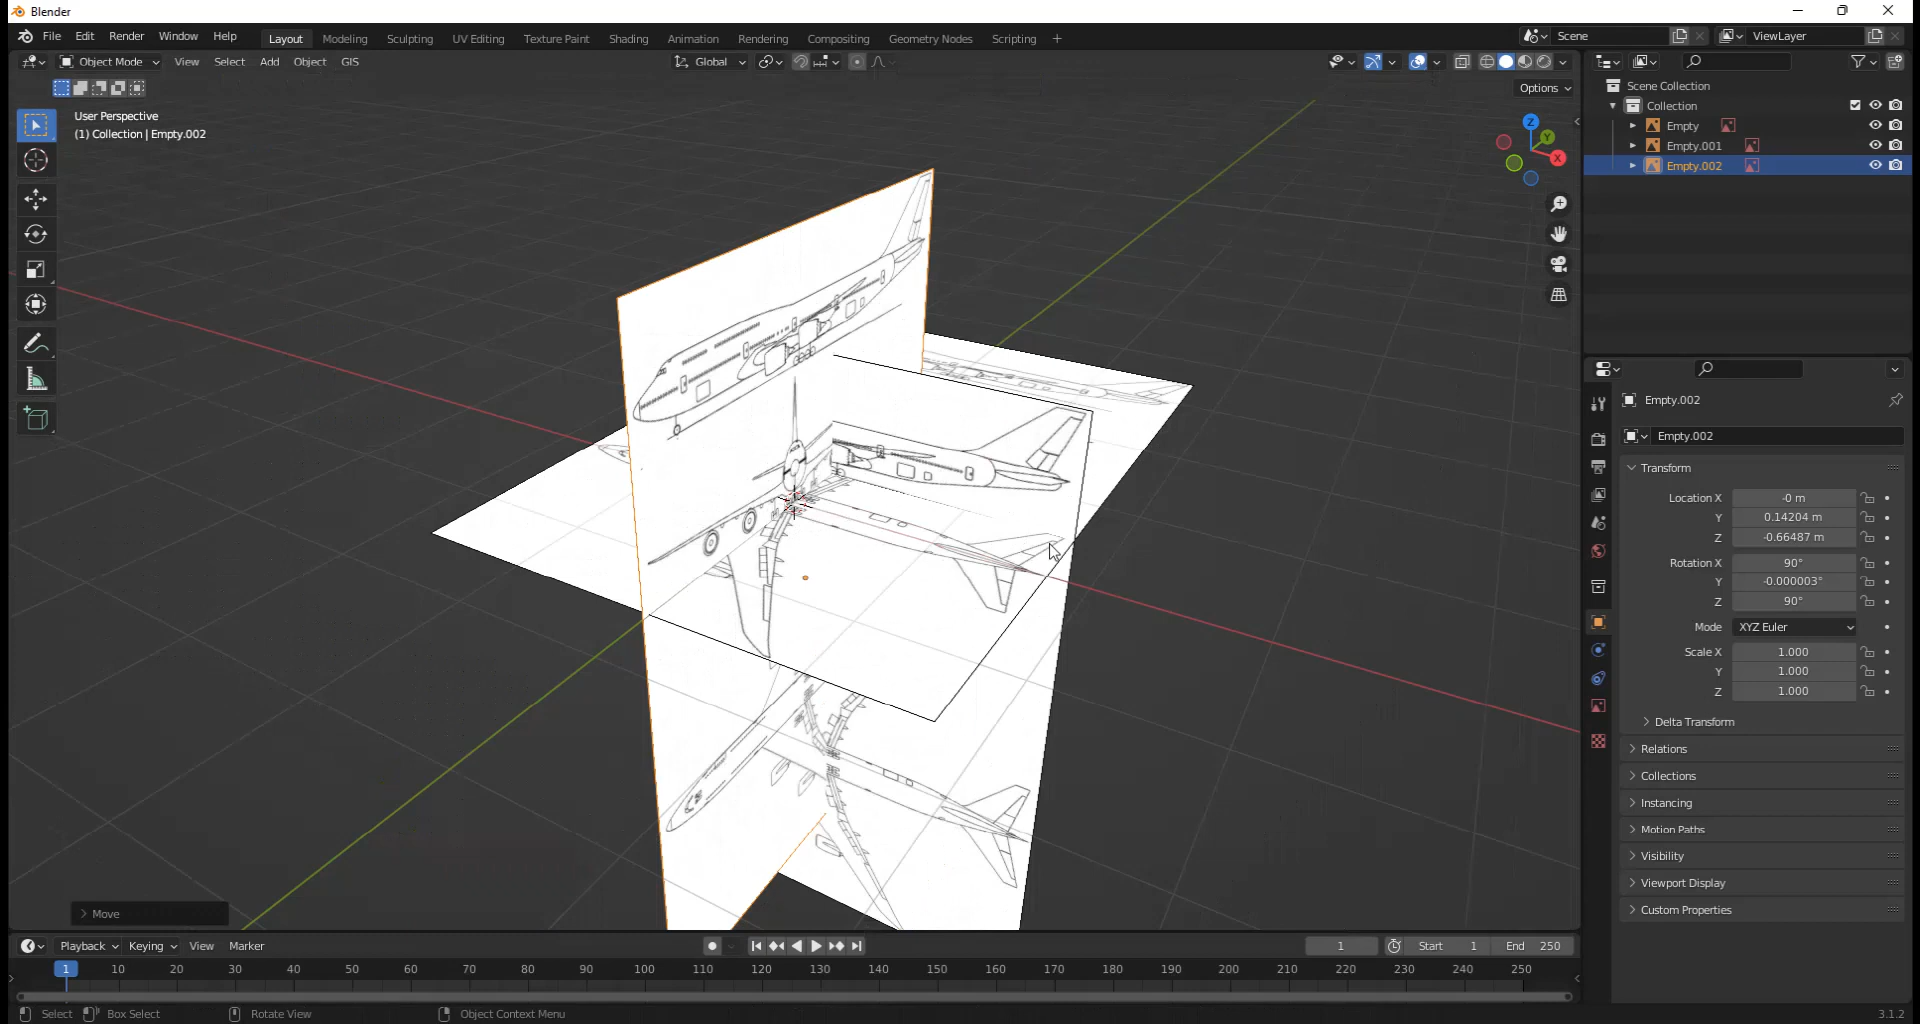 Blender
File Edit Render Window Help Layout Modeling Sculpting UV Editing Texture Paint Shading Animation Rendering Compositing Geometry Nodes Scripting + Scene ViewLayer
Object Mode View Select Add Object GIS Global
Options
User Perspective
(1) Collection | Empty.002
Z
Y
X
Scene Collection
Collection
Empty
Empty.001
Empty.002
Empty.002
Empty.002
Transform
Location X -0 m
Y 0.14204 m
Z -0.66487 m
Rotation X 90°
Y -0.000003°
Z 90°
Mode XYZ Euler
Scale X 1.000
Y 1.000
Z 1.000
Delta Transform
Relations
Collections
Instancing
Motion Paths
Visibility
Viewport Display
Custom Properties
Move
Playback Keying View Marker 1 Start 1 End 250
1 10 20 30 40 50 60 70 80 90 100 110 120 130 140 150 160 170 180 190 200 210 220 230 240 250
Select Box Select Rotate View Object Context Menu 3.1.2